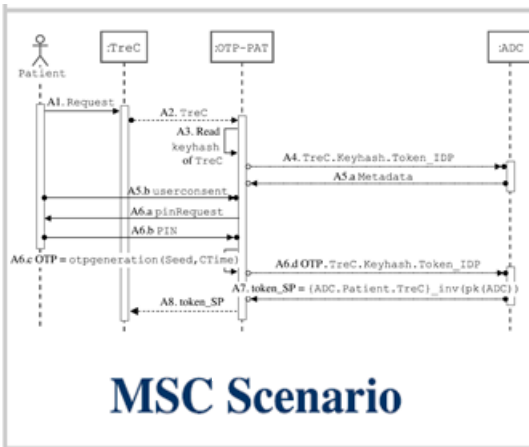 :TreC :OTP-PAT :ADC
Patient
A1. Request
A2. TreC
A3. Read
keyhash
of TreC
A4. TreC.Keyhash.Token_IDP
A5.a Metadata
A5.b userconsent
A6.a pinRequest
A6.b PIN
A6.c OTP = otpgeneration(Seed,CTime)
A6.d OTP.TreC.Keyhash.Token_IDP
A7. token_SP = {ADC.Patient.TreC}_inv(pk(ADC))
A8. token_SP
MSC Scenario